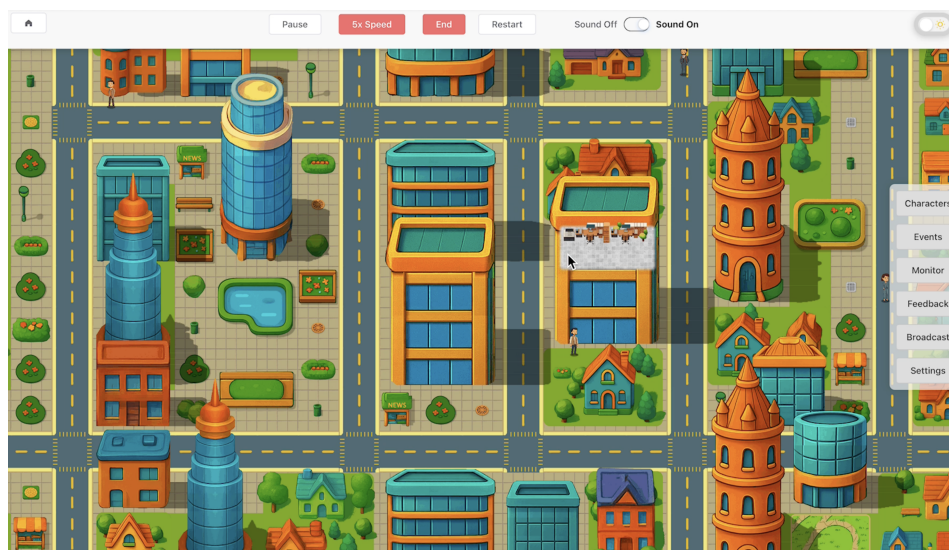 Pause
5x Speed
End
Restart
Sound Off
Sound On
NEWS
Characters
Events
Monitor
Feedback
Broadcast
Settings
NEWS